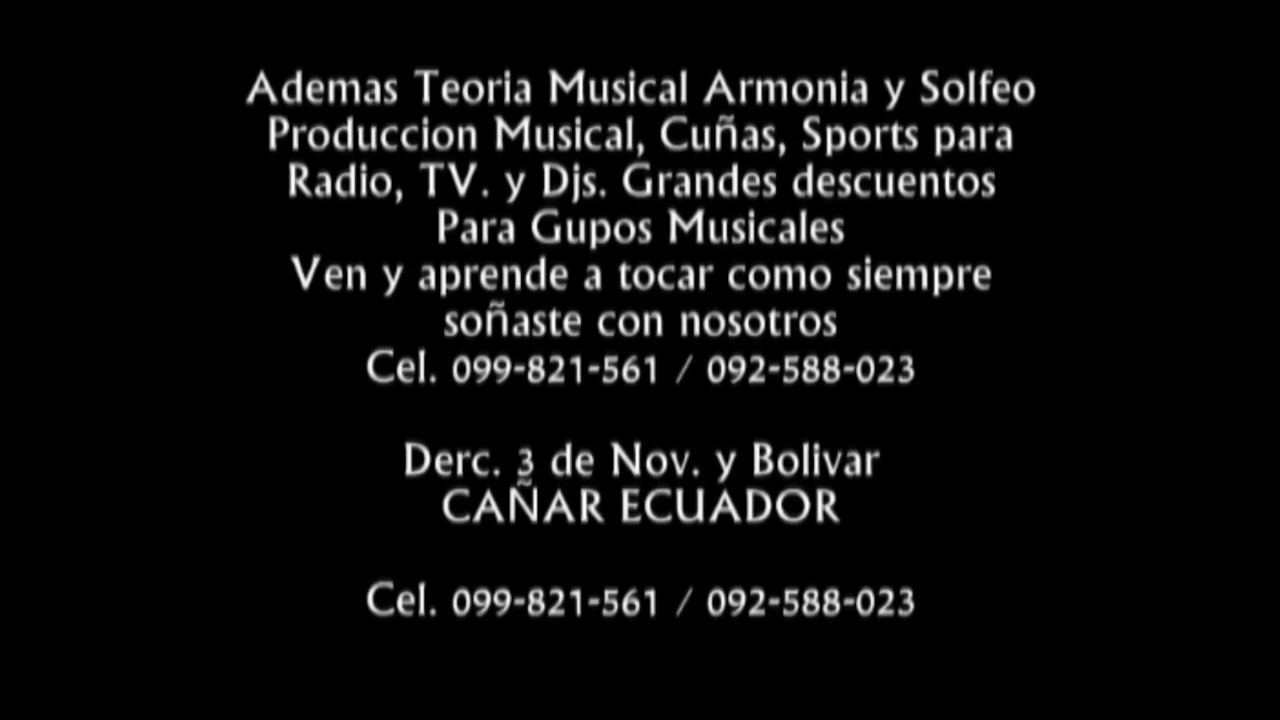 Ademas Teoria Musical Armonia y Solfeo
Produccion Musical, Cuñas, Sports para
Radio, TV. y Djs. Grandes descuentos
Para Gupos Musicales
Ven y aprende a tocar como siempre
soñaste con nosotros
Cel. 099-821-561 / 092-588-023
Derc. 3 de Nov. y Bolivar
CAÑAR ECUADOR
Cel. 099-821-561 / 092-588-023